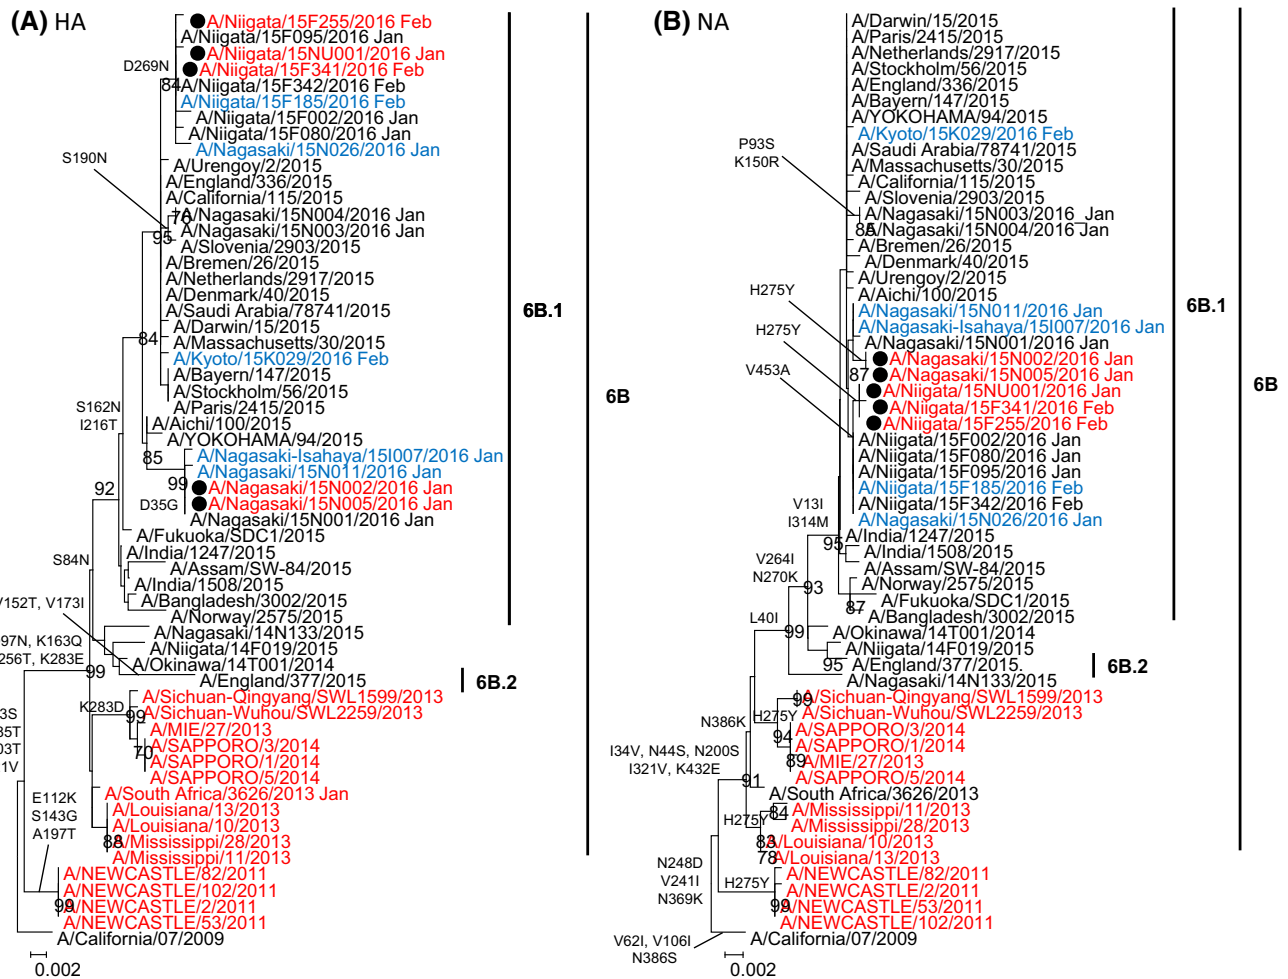 (A) HA
A/Niigata/15F255/2016 Feb
A/Niigata/15F095/2016 Jan
A/Niigata/15NU001/2016 Jan
D269N
A/Niigata/15F341/2016 Feb
84
A/Niigata/15F342/2016 Feb
A/Niigata/15F185/2016 Feb
A/Niigata/15F002/2016 Jan
A/Niigata/15F080/2016 Jan
A/Nagasaki/15N026/2016 Jan
S190N
A/Urengoy/2/2015
A/England/336/2015
A/California/115/2015
76
A/Nagasaki/15N004/2016 Jan
A/Nagasaki/15N003/2016 Jan
95
A/Slovenia/2903/2015
A/Bremen/26/2015
A/Netherlands/2917/2015
A/Denmark/40/2015
A/Saudi Arabia/78741/2015
6B.1
A/Darwin/15/2015
84
A/Massachusetts/30/2015
A/Kyoto/15K029/2016 Feb
A/Bayern/147/2015
A/Stockholm/56/2015
6B
A/Paris/2415/2015
S162N
I216T
A/Aichi/100/2015
A/YOKOHAMA/94/2015
85
A/Nagasaki-Isahaya/15I007/2016 Jan
A/Nagasaki/15N011/2016 Jan
99
92
A/Nagasaki/15N002/2016 Jan
D35G
A/Nagasaki/15N005/2016 Jan
A/Nagasaki/15N001/2016 Jan
A/Fukuoka/SDC1/2015
S84N
A/India/1247/2015
A/Assam/SW-84/2015
A/India/1508/2015
V152T, V173I
A/Bangladesh/3002/2015
A/Norway/2575/2015
A/Nagasaki/14N133/2015
97N, K163Q
256T, K283E
A/Niigata/14F019/2015
A/Okinawa/14T001/2014
99
A/England/377/2015
6B.2
A/Sichuan-Qingyang/SWL1599/2013
K283D
99
A/Sichuan-Wuhou/SWL2259/2013
3S
35T
03T
1V
A/MIE/27/2013
A/SAPPORO/3/2014
70
A/SAPPORO/1/2014
A/SAPPORO/5/2014
A/South Africa/3626/2013 Jan
E112K
S143G
A197T
A/Louisiana/13/2013
A/Louisiana/10/2013
88
A/Mississippi/28/2013
A/Mississippi/11/2013
A/NEWCASTLE/82/2011
A/NEWCASTLE/102/2011
99
A/NEWCASTLE/2/2011
A/NEWCASTLE/53/2011
A/California/07/2009
0.002
(B) NA
A/Darwin/15/2015
A/Paris/2415/2015
A/Netherlands/2917/2015
A/Stockholm/56/2015
A/England/336/2015
A/Bayern/147/2015
A/YOKOHAMA/94/2015
A/Kyoto/15K029/2016 Feb
P93S
K150R
A/Saudi Arabia/78741/2015
A/Massachusetts/30/2015
A/California/115/2015
A/Slovenia/2903/2015
A/Nagasaki/15N003/2016_Jan
85
A/Nagasaki/15N004/2016 Jan
A/Bremen/26/2015
A/Denmark/40/2015
A/Urengoy/2/2015
H275Y
A/Aichi/100/2015
6B.1
A/Nagasaki/15N011/2016 Jan
H275Y
A/Nagasaki-Isahaya/15I007/2016 Jan
A/Nagasaki/15N001/2016 Jan
A/Nagasaki/15N002/2016 Jan
V453A
87
A/Nagasaki/15N005/2016 Jan
6B
A/Niigata/15NU001/2016 Jan
A/Niigata/15F341/2016 Feb
A/Niigata/15F255/2016 Feb
A/Niigata/15F002/2016 Jan
A/Niigata/15F080/2016 Jan
A/Niigata/15F095/2016 Jan
A/Niigata/15F185/2016 Feb
V13I
I314M
A/Niigata/15F342/2016 Feb
A/Nagasaki/15N026/2016 Jan
A/India/1247/2015
95
A/India/1508/2015
V264I
N270K
A/Assam/SW-84/2015
93
A/Norway/2575/2015
A/Fukuoka/SDC1/2015
87
A/Bangladesh/3002/2015
L40I
99
A/Okinawa/14T001/2014
A/Niigata/14F019/2015
95
A/England/377/2015.
6B.2
A/Nagasaki/14N133/2015
99
A/Sichuan-Qingyang/SWL1599/2013
H275Y
A/Sichuan-Wuhou/SWL2259/2013
N386K
94
A/SAPPORO/3/2014
A/SAPPORO/1/2014
I34V, N44S, N200S
I321V, K432E
89
A/MIE/27/2013
A/SAPPORO/5/2014
91
A/South Africa/3626/2013
84
A/Mississippi/11/2013
H275Y
A/Mississippi/28/2013
83
A/Louisiana/10/2013
78
A/Louisiana/13/2013
N248D
V241I
N369K
H275Y
A/NEWCASTLE/82/2011
A/NEWCASTLE/2/2011
99
A/NEWCASTLE/53/2011
A/NEWCASTLE/102/2011
V62I, V106I
N386S
A/California/07/2009
0.002